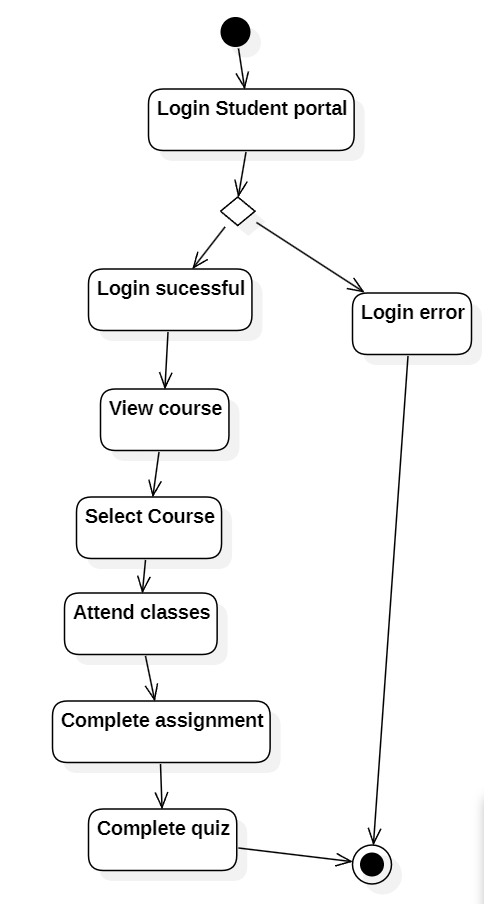 Login Student portal
Login sucessful
Login error
View course
Select Course
Attend classes
Complete assignment
Complete quiz